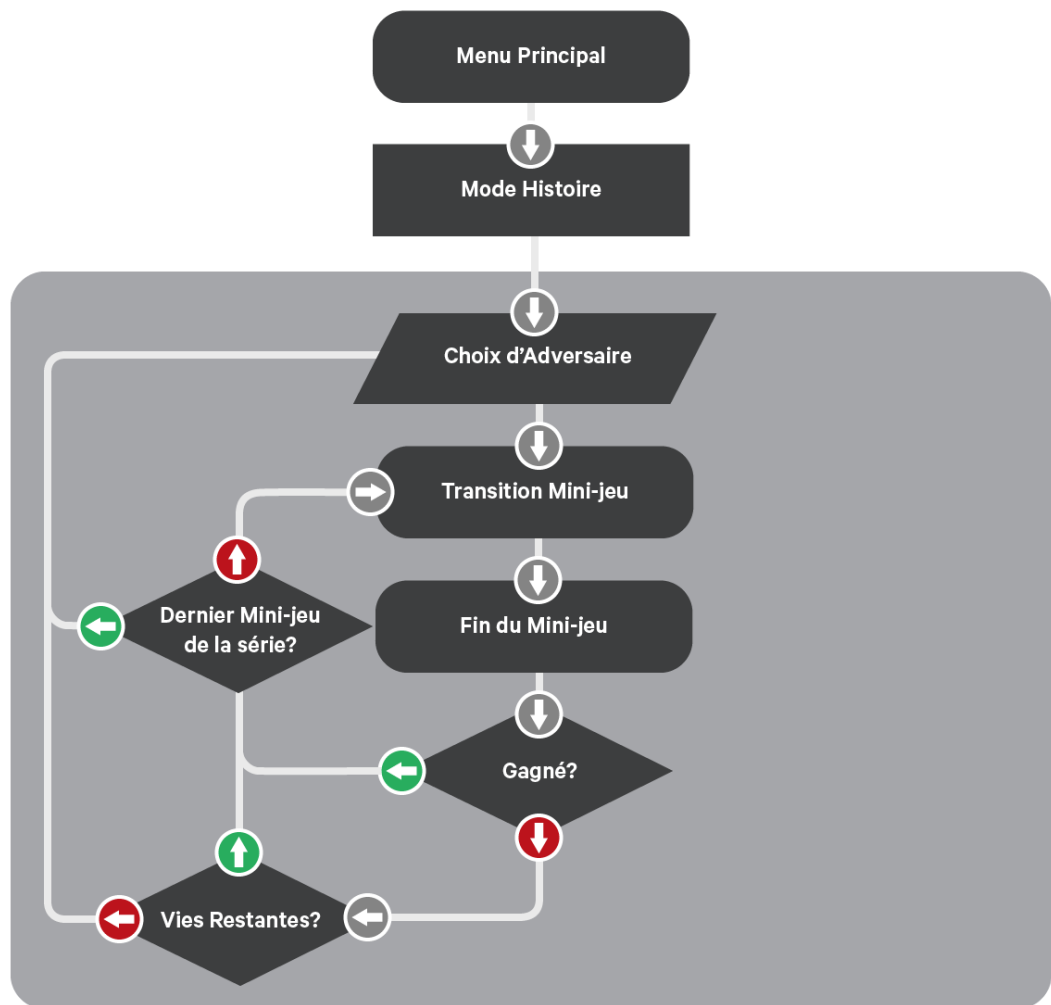 Menu Principal
Mode Histoire
Choix d’Adversaire
Transition Mini-jeu
Dernier Mini-jeu
de la série?
Fin du Mini-jeu
Gagné?
Vies Restantes?